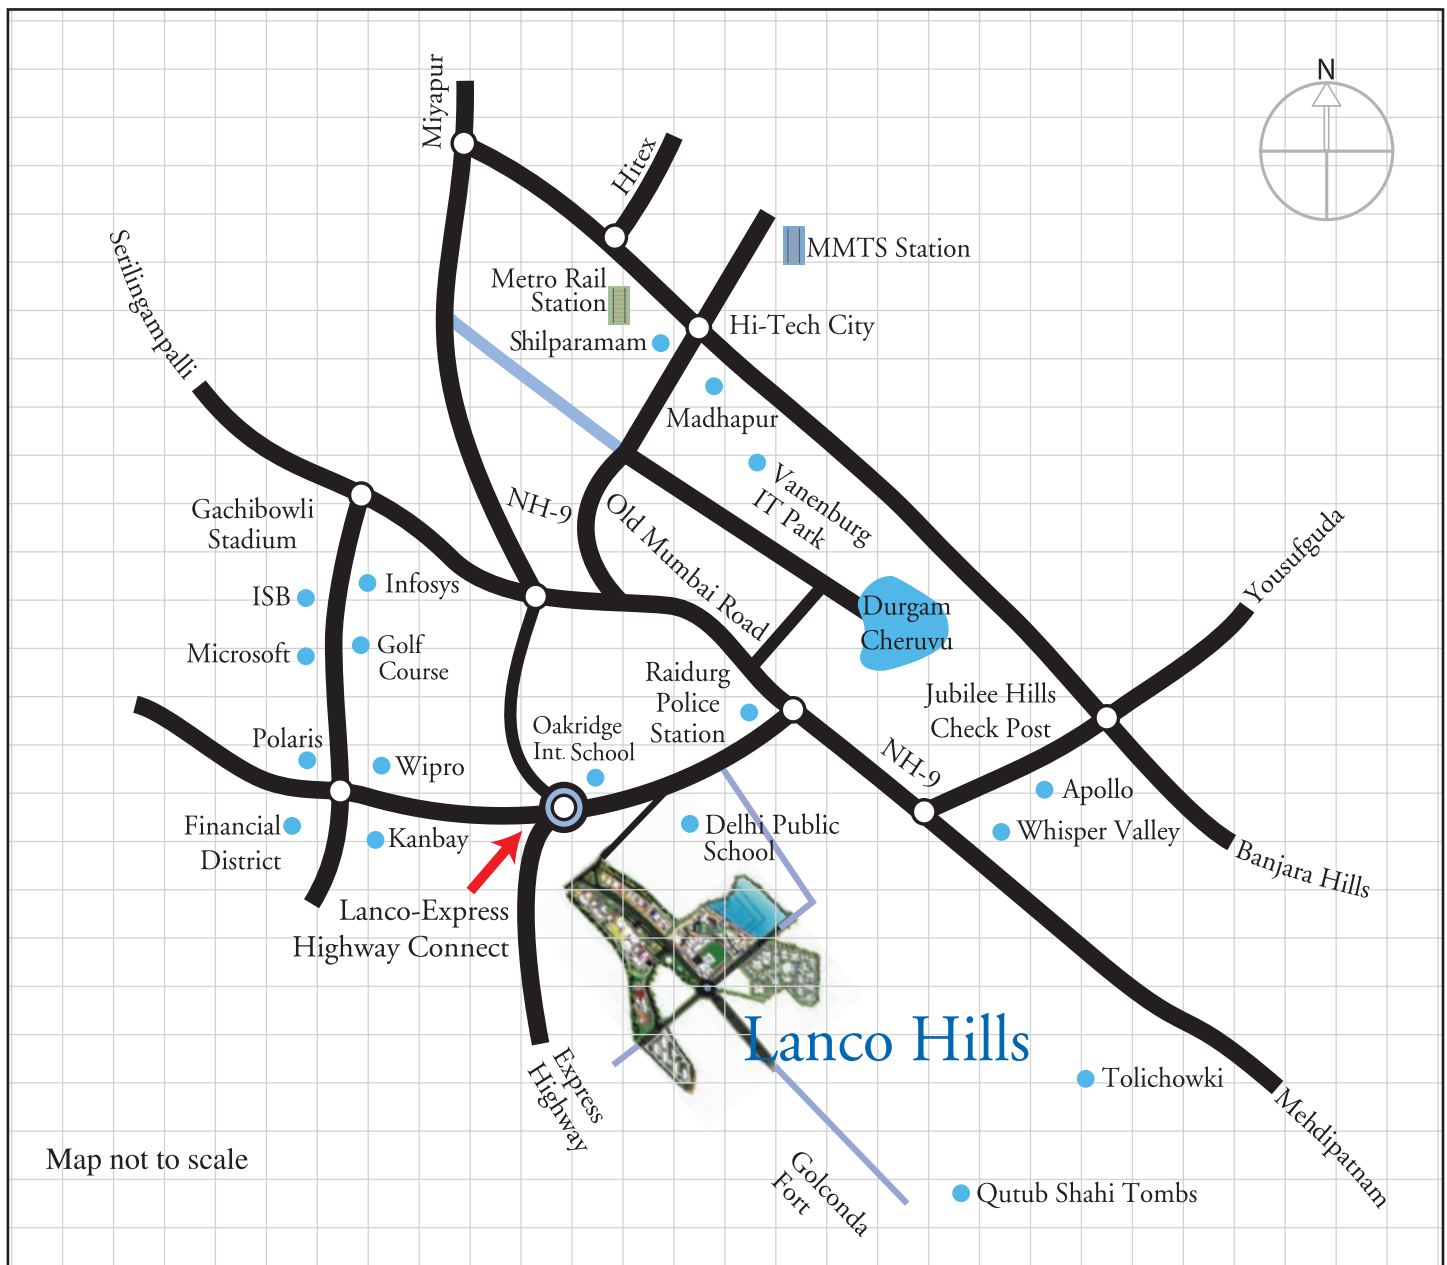 N
Miyapur
Hitex
Serilingampalli
MMTS Station
Metro Rail
Station
Hi-Tech City
Shilparamam
Madhapur
Vanenburg
IT Park
NH-9
Old Mumbai Road
Gachibowli
Stadium
Yousufguda
ISB
Infosys
Durgam
Cheruvu
Microsoft
Golf
Course
Raidurg
Police
Station
Jubilee Hills
Check Post
Oakridge
Int. School
Polaris
Wipro
NH-9
Apollo
Financial
District
Kanbay
Delhi Public
School
Whisper Valley
Banjara Hills
Lanco-Express
Highway Connect
Lanco Hills
Express
Highway
Tolichowki
Mehdipatnam
Map not to scale
Golconda
Fort
Qutub Shahi Tombs